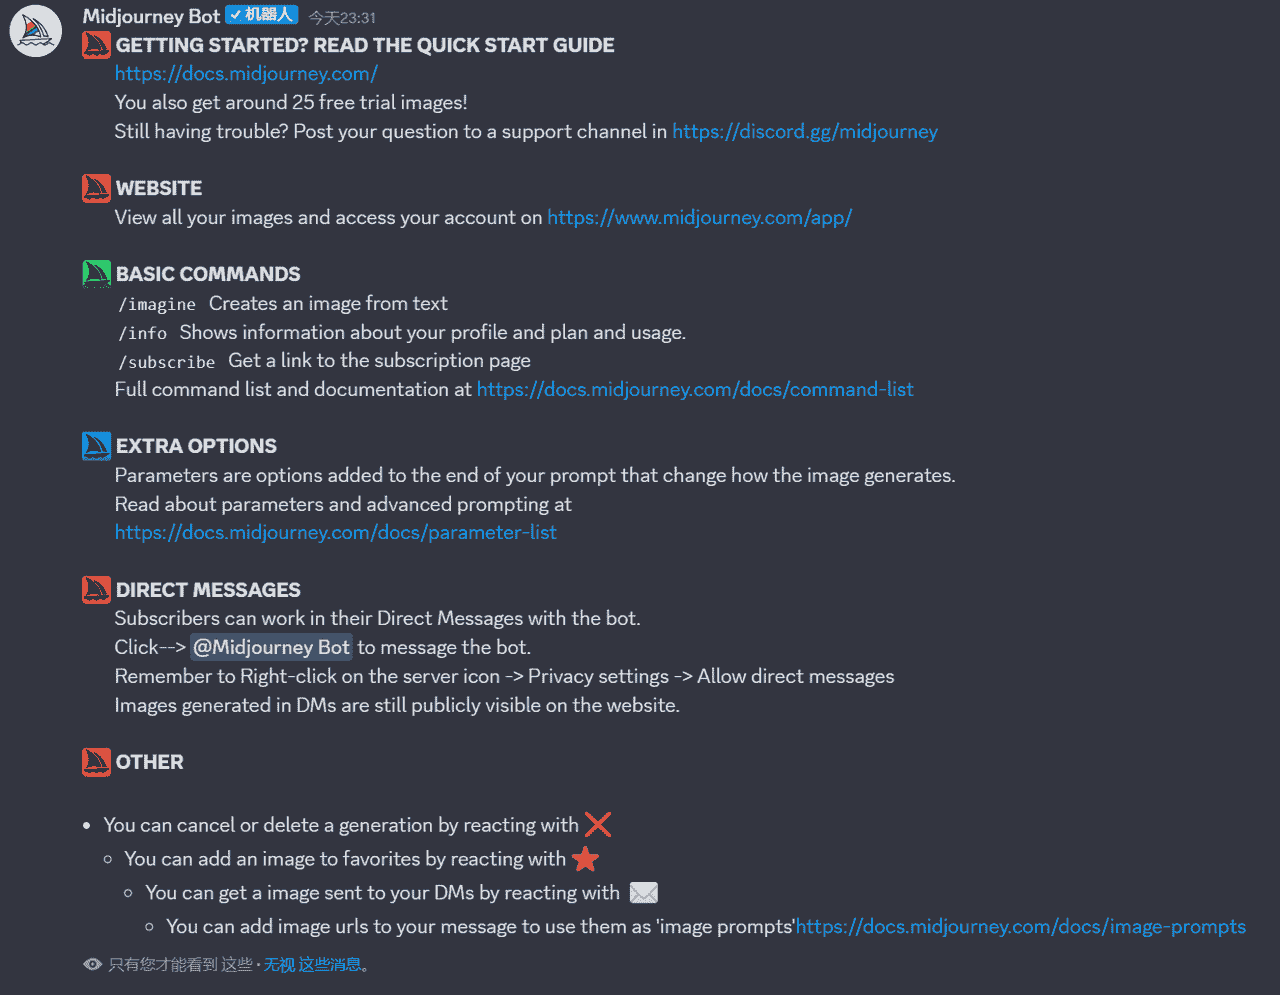 Midjourney Bot ✓机器人 今天23:31
GETTING STARTED? READ THE QUICK START GUIDE
https://docs.midjourney.com/
You also get around 25 free trial images!
Still having trouble? Post your question to a support channel in https://discord.gg/midjourney
WEBSITE
View all your images and access your account on https://www.midjourney.com/app/
BASIC COMMANDS
/imagine Creates an image from text
/info Shows information about your profile and plan and usage.
/subscribe Get a link to the subscription page
Full command list and documentation at https://docs.midjourney.com/docs/command-list
EXTRA OPTIONS
Parameters are options added to the end of your prompt that change how the image generates.
Read about parameters and advanced prompting at
https://docs.midjourney.com/docs/parameter-list
DIRECT MESSAGES
Subscribers can work in their Direct Messages with the bot.
Click--> @Midjourney Bot to message the bot.
Remember to Right-click on the server icon -> Privacy settings -> Allow direct messages
Images generated in DMs are still publicly visible on the website.
OTHER
• You can cancel or delete a generation by reacting with ❌
◦ You can add an image to favorites by reacting with ⭐
◦ You can get a image sent to your DMs by reacting with ✉
◦ You can add image urls to your message to use them as 'image prompts'https://docs.midjourney.com/docs/image-prompts
只有您才能看到 这些 · 无视 这些消息。